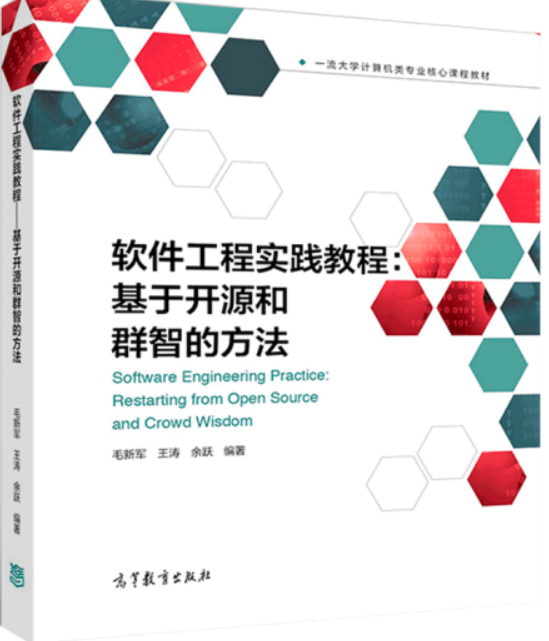 一流大学计算机类专业核心课程教材
软件工程实践教程:
基于开源和
群智的方法
Software Engineering Practice:
Restarting from Open Source
and Crowd Wisdom
毛新军 王涛 余跃 编著
高等教育出版社
软件工程实践教程——基于开源和群智的方法
毛新军 王涛 余跃 编著